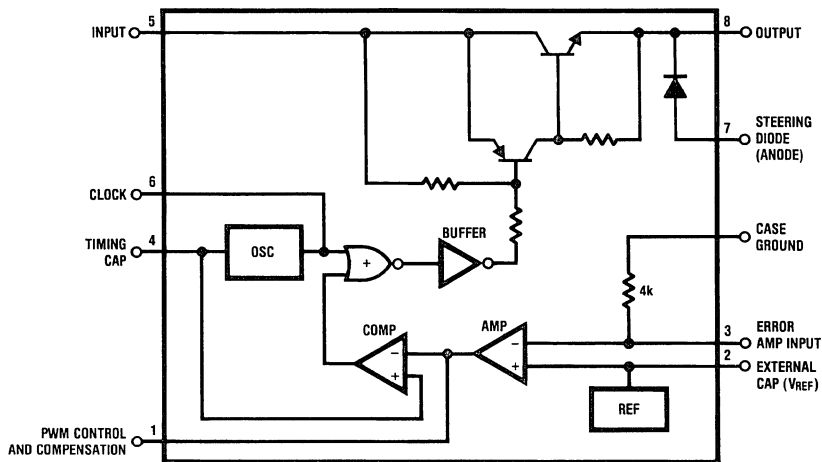 5
INPUT
8
OUTPUT
7
STEERING
DIODE
(ANODE)
6
CLOCK
4
TIMING
CAP
OSC
+
BUFFER
CASE
GROUND
4k
COMP
−
+
AMP
−
+
3
ERROR
AMP INPUT
2
EXTERNAL
CAP (VREF)
REF
1
PWM CONTROL
AND COMPENSATION